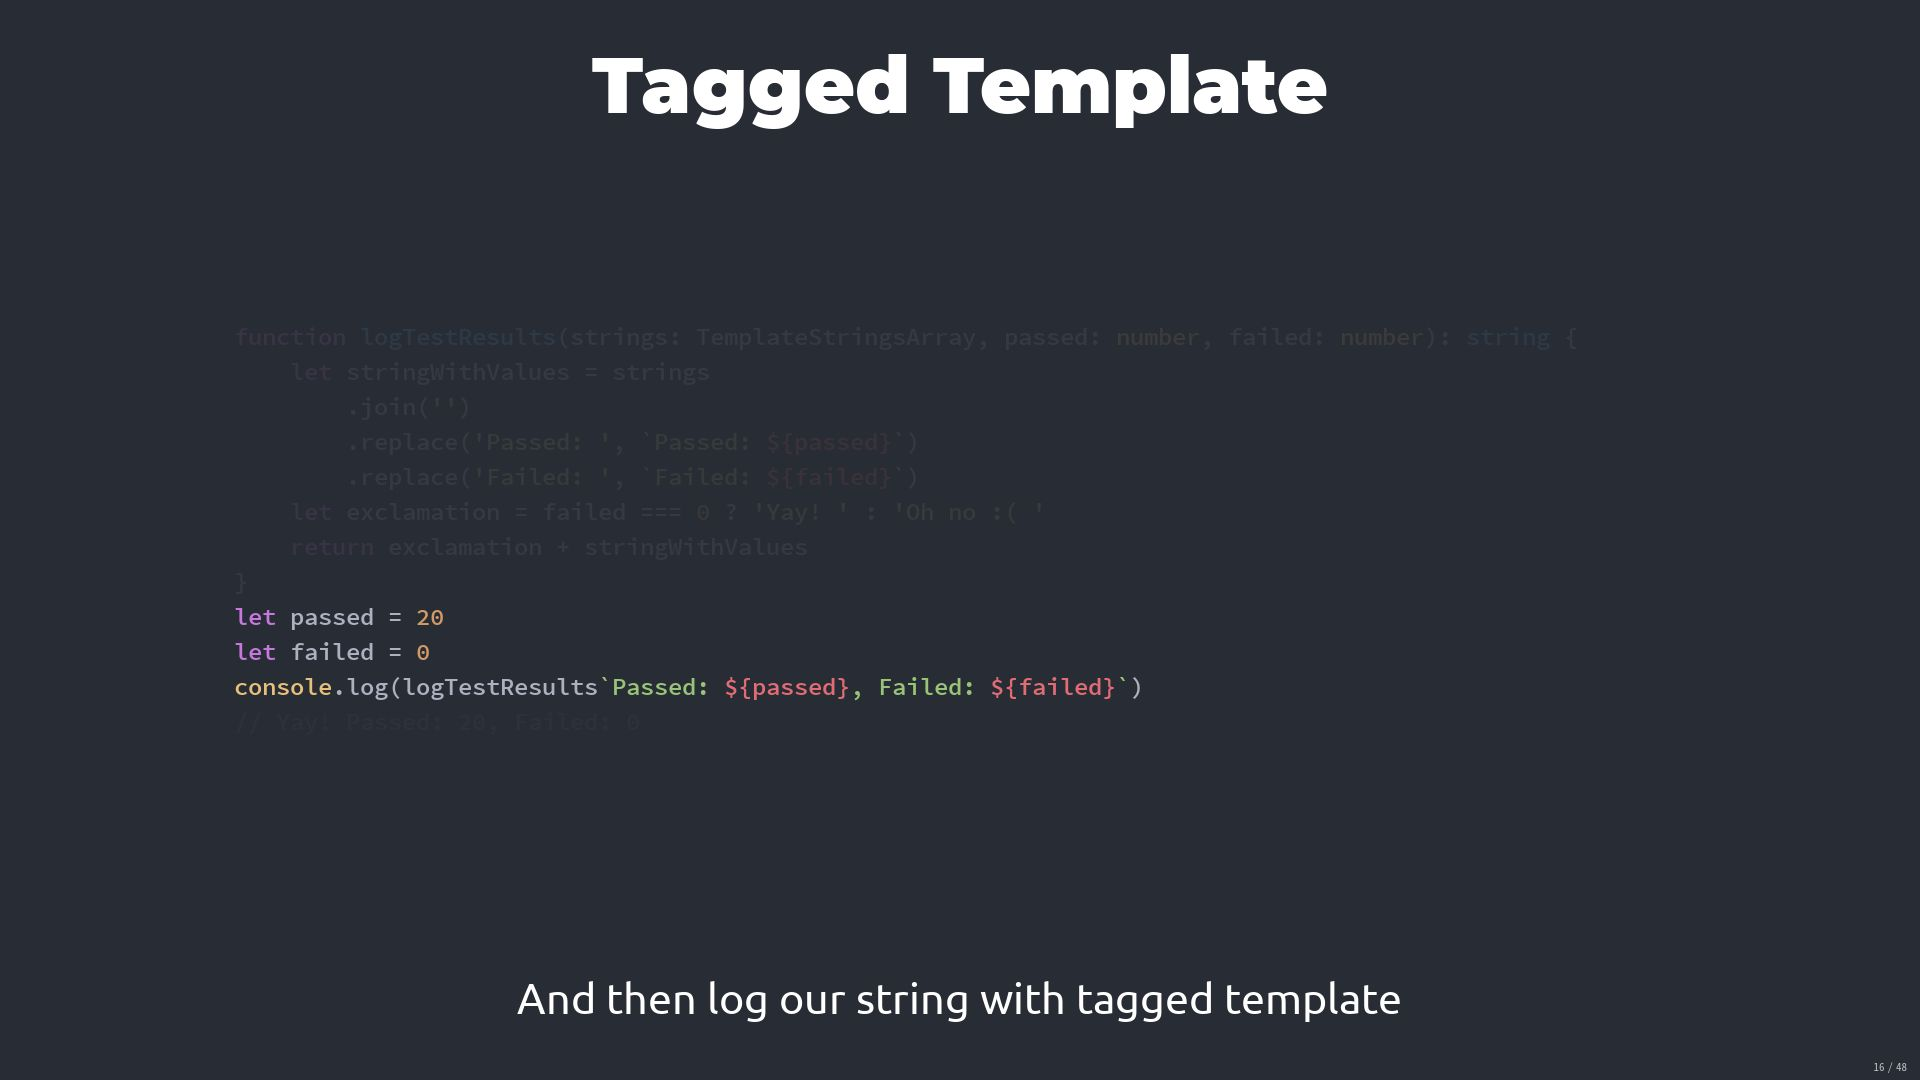 Tagged Template
function logTestResults(strings: TemplateStringsArray, passed: number, failed: number): string {
    let stringWithValues = strings
        .join('')
        .replace('Passed: ', `Passed: ${passed}`)
        .replace('Failed: ', `Failed: ${failed}`)
    let exclamation = failed === 0 ? 'Yay! ' : 'Oh no :( '
    return exclamation + stringWithValues
}
let passed = 20
let failed = 0
console.log(logTestResults`Passed: ${passed}, Failed: ${failed}`)
// Yay! Passed: 20, Failed: 0
And then log our string with tagged template
16 / 48